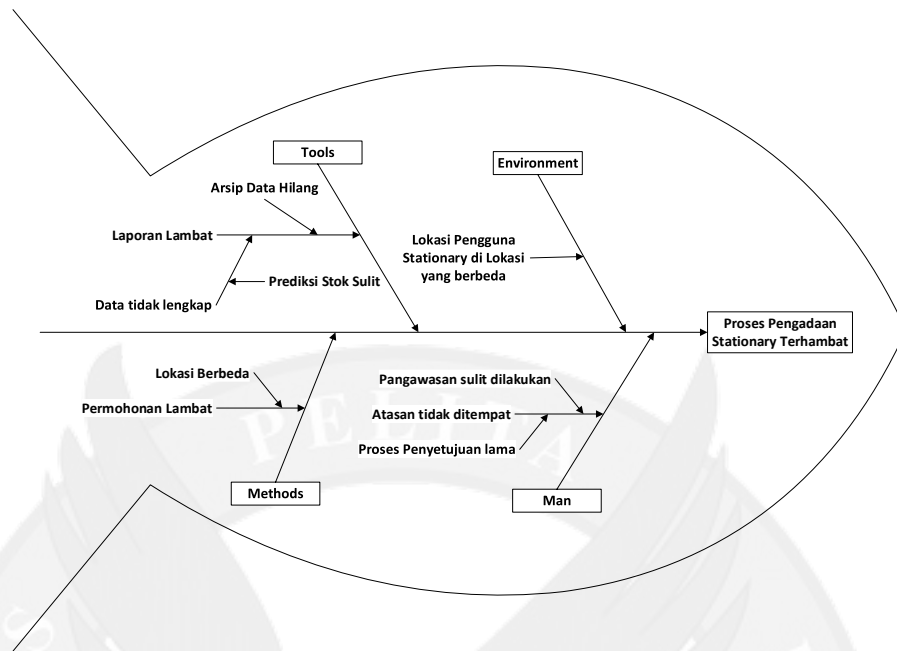 Tools
Environment
Arsip Data Hilang
Laporan Lambat
Lokasi Pengguna
Stationary di Lokasi
yang berbeda
Prediksi Stok Sulit
Data tidak lengkap
Proses Pengadaan
Stationary Terhambat
Lokasi Berbeda
Permohonan Lambat
Pangawasan sulit dilakukan
Atasan tidak ditempat
Proses Penyetujuan lama
Methods
Man
PELITA
S